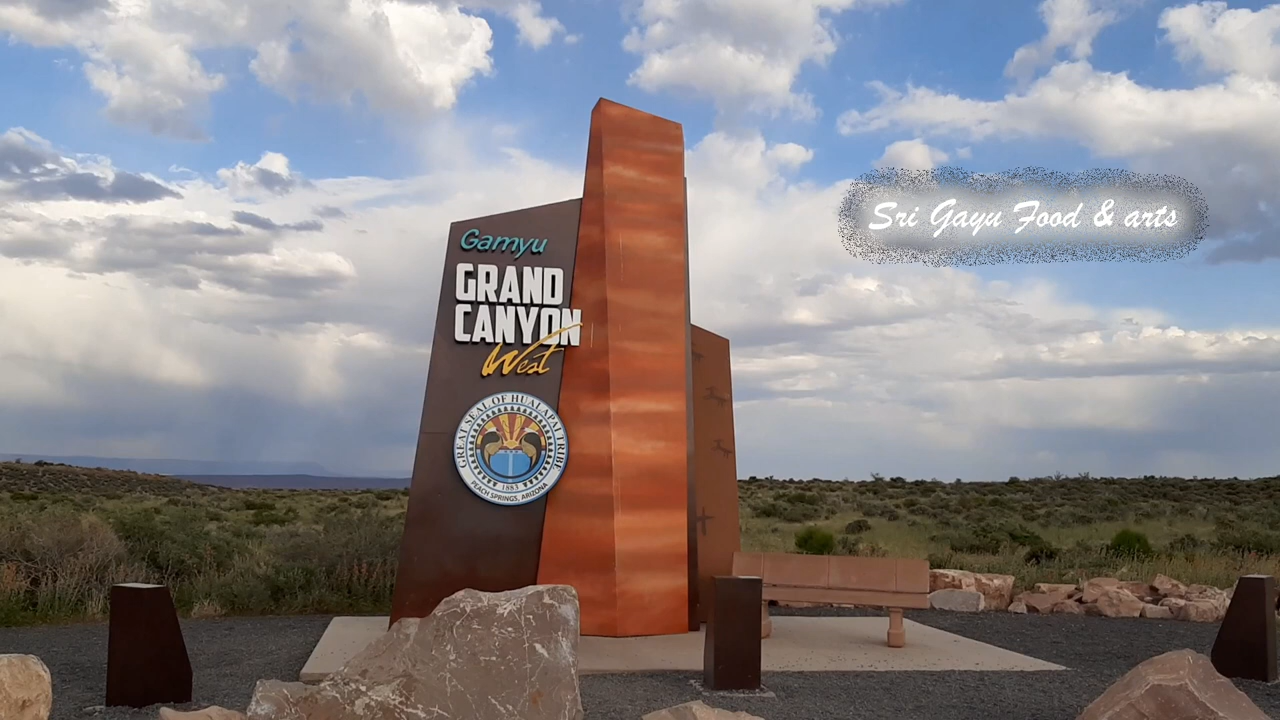 Gamyu
GRAND
CANYON
West
GREAT SEAL OF HUALAPAI TRIBE
1883
PEACH SPRINGS, ARIZONA
Sri Gayu Food & arts